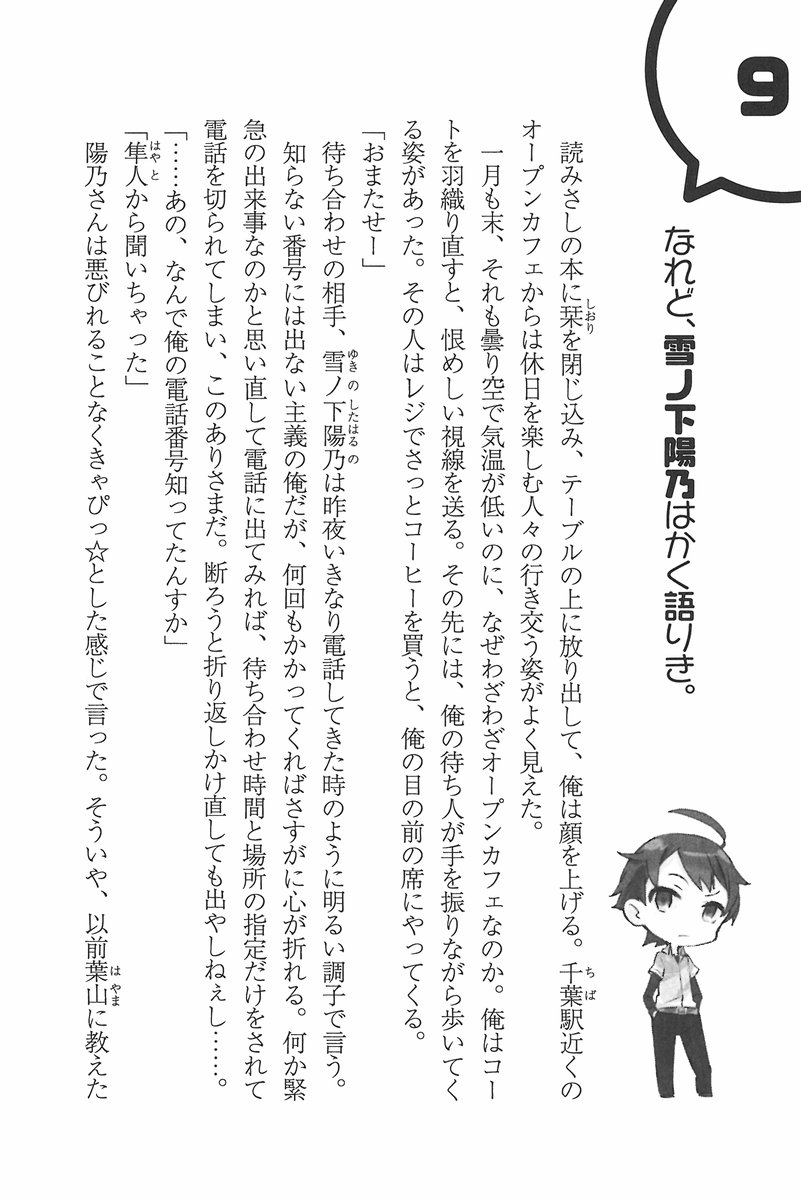 9
なれど、雪ノ下陽乃はかく語りき。
読みさしの本に栞を閉じ込み、テーブルの上に放り出して、俺は顔を上げる。千葉駅近くの
オープンカフェからは休日を楽しむ人々の行き交う姿がよく見えた。
一月も末、それも曇り空で気温が低いのに、なぜわざわざオープンカフェなのか。俺はコー
トを羽織り直すと、恨めしい視線を送る。その先には、俺の待ち人が手を振りながら歩いてく
る姿があった。その人はレジでさっとコーヒーを買うと、俺の目の前の席にやってくる。
「おまたせー」
待ち合わせの相手、雪ノ下陽乃は昨夜いきなり電話してきた時のように明るい調子で言う。
知らない番号には出ない主義の俺だが、何回もかかってくればさすがに心が折れる。何か緊
急の出来事なのかと思い直して電話に出てみれば、待ち合わせ時間と場所の指定だけをされて
電話を切られてしまい、このありさまだ。断ろうと折り返しかけ直しても出やしねぇし……。
「……あの、なんで俺の電話番号知ってたんすか」
「隼人から聞いちゃった」
陽乃さんは悪びれることなくきゃぴっ☆とした感じで言った。そういや、以前葉山に教えた